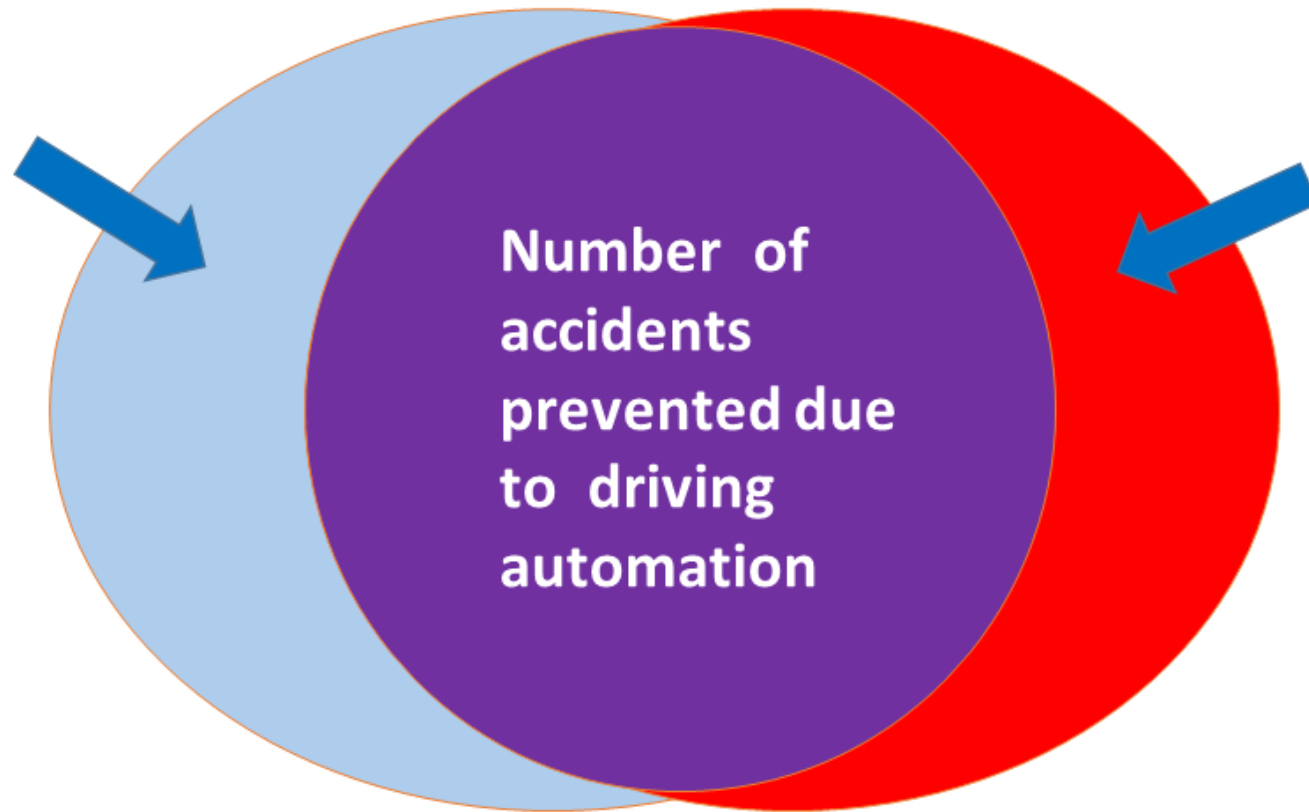 Number of
accidents
prevented due
to driving
automation